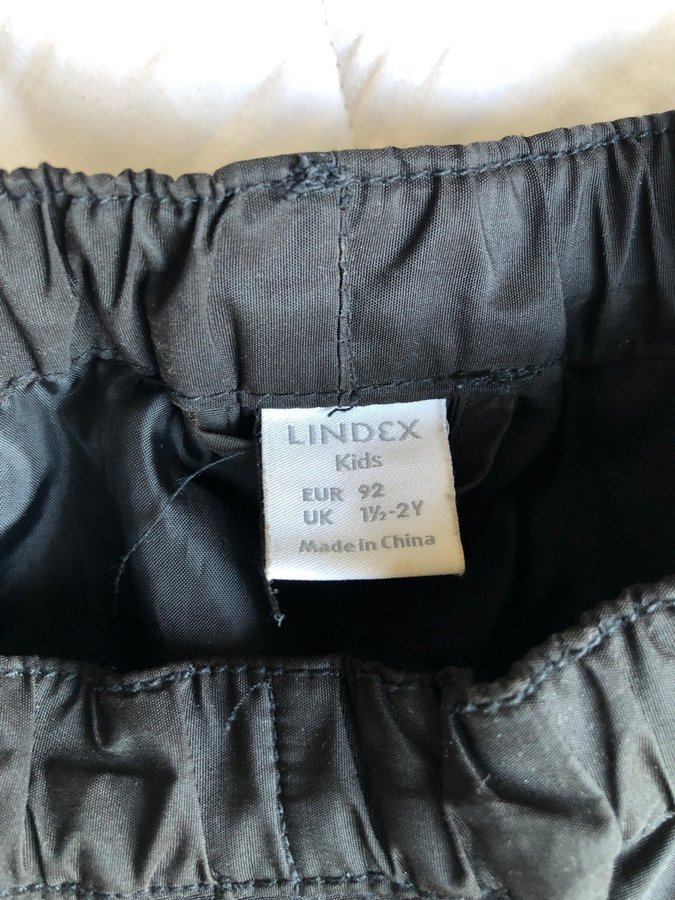 LINDEX
Kids
EUR 92
UK 1½-2Y
Made in China